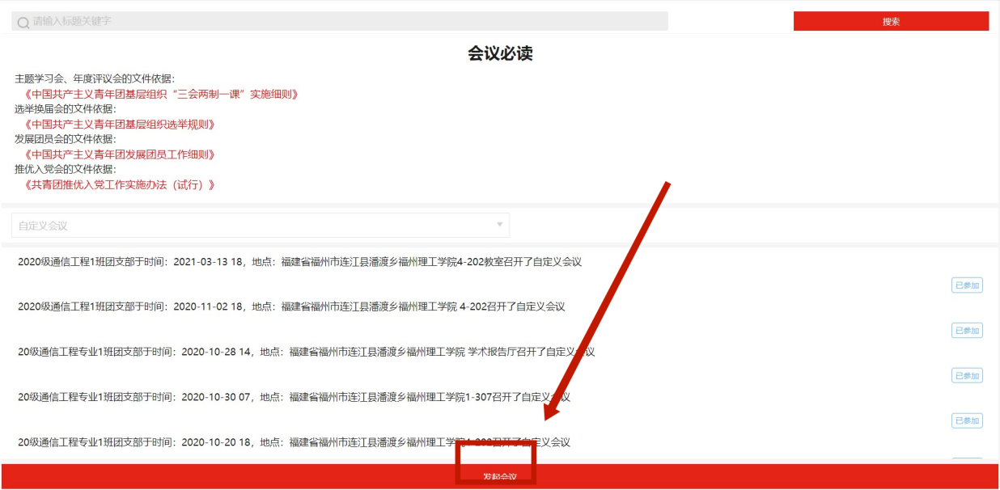 请输入标题关键字
搜索
会议必读
主题学习会、年度评议会的文件依据：
《中国共产主义青年团基层组织“三会两制一课”实施细则》
选举换届会的文件依据：
《中国共产主义青年团基层组织选举规则》
发展团员会的文件依据：
《中国共产主义青年团发展团员工作细则》
推优入党会的文件依据：
《共青团推优入党工作实施办法（试行）》
自定义会议
2020级通信工程1班团支部于时间：2021-03-13 18，地点：福建省福州市连江县潘渡乡福州理工学院4-202教室召开了自定义会议
已参加
2020级通信工程1班团支部于时间：2020-11-02 18，地点：福建省福州市连江县潘渡乡福州理工学院 4-202召开了自定义会议
已参加
20级通信工程专业1班团支部于时间：2020-10-28 14，地点：福建省福州市连江县潘渡乡福州理工学院 学术报告厅召开了自定义会议
已参加
20级通信工程专业1班团支部于时间：2020-10-30 07，地点：福建省福州市连江县潘渡乡福州理工学院1-307召开了自定义会议
已参加
20级通信工程专业1班团支部于时间：2020-10-20 18，地点：福建省福州市连江县潘渡乡福州理工学院4-202召开了自定义会议
发起会议